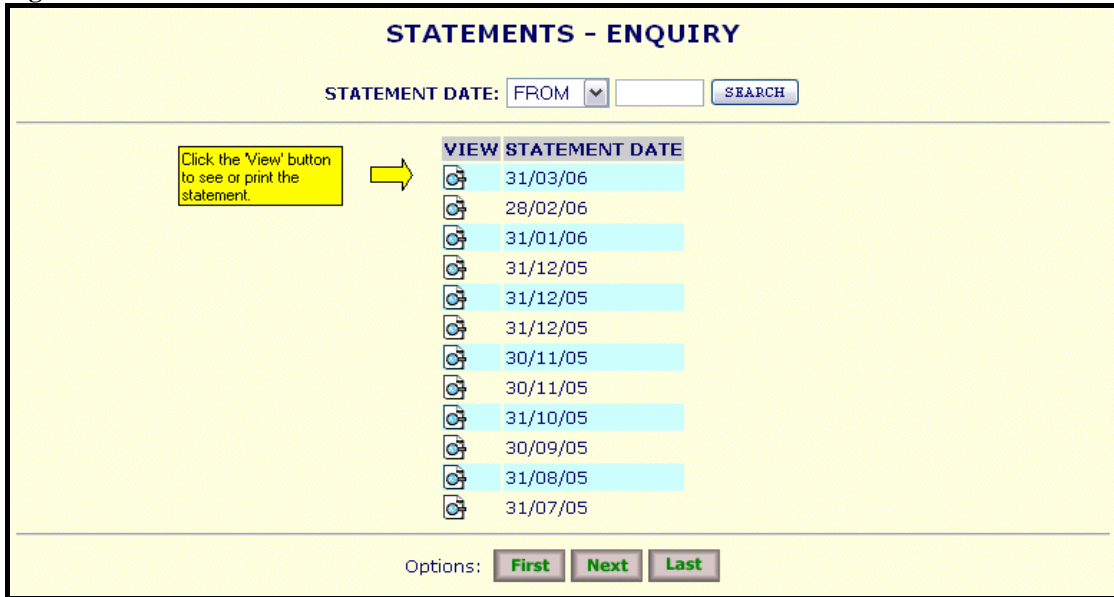 STATEMENTS - ENQUIRY
STATEMENT DATE: FROM SEARCH
Click the 'View' button
to see or print the
statement.
VIEW STATEMENT DATE
31/03/06
28/02/06
31/01/06
31/12/05
31/12/05
31/12/05
30/11/05
30/11/05
31/10/05
30/09/05
31/08/05
31/07/05
Options: First Next Last